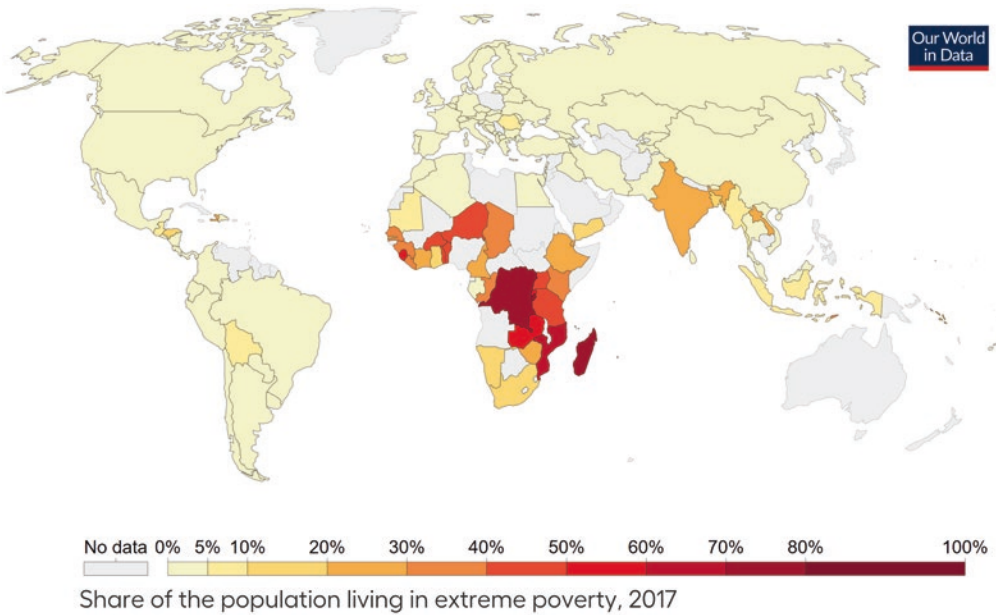 Our World
in Data
No data 0% 5% 10% 20% 30% 40% 50% 60% 70% 80% 100%
Share of the population living in extreme poverty, 2017